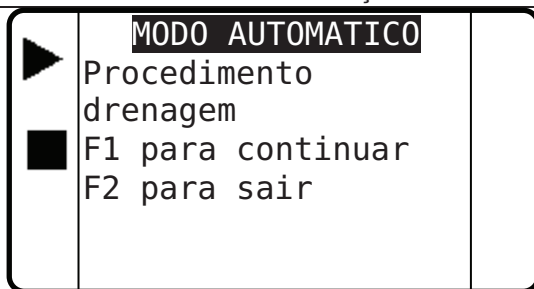 MODO AUTOMATICO
Procedimento
drenagem
F1 para continuar
F2 para sair